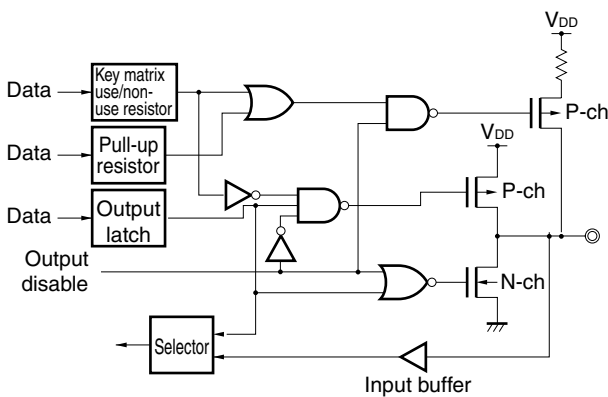 VDD
Data
Key matrix
use/non-
use resistor
P-ch
Data
Pull-up
resistor
VDD
P-ch
Data
Output
latch
Output
disable
N-ch
Selector
Input buffer